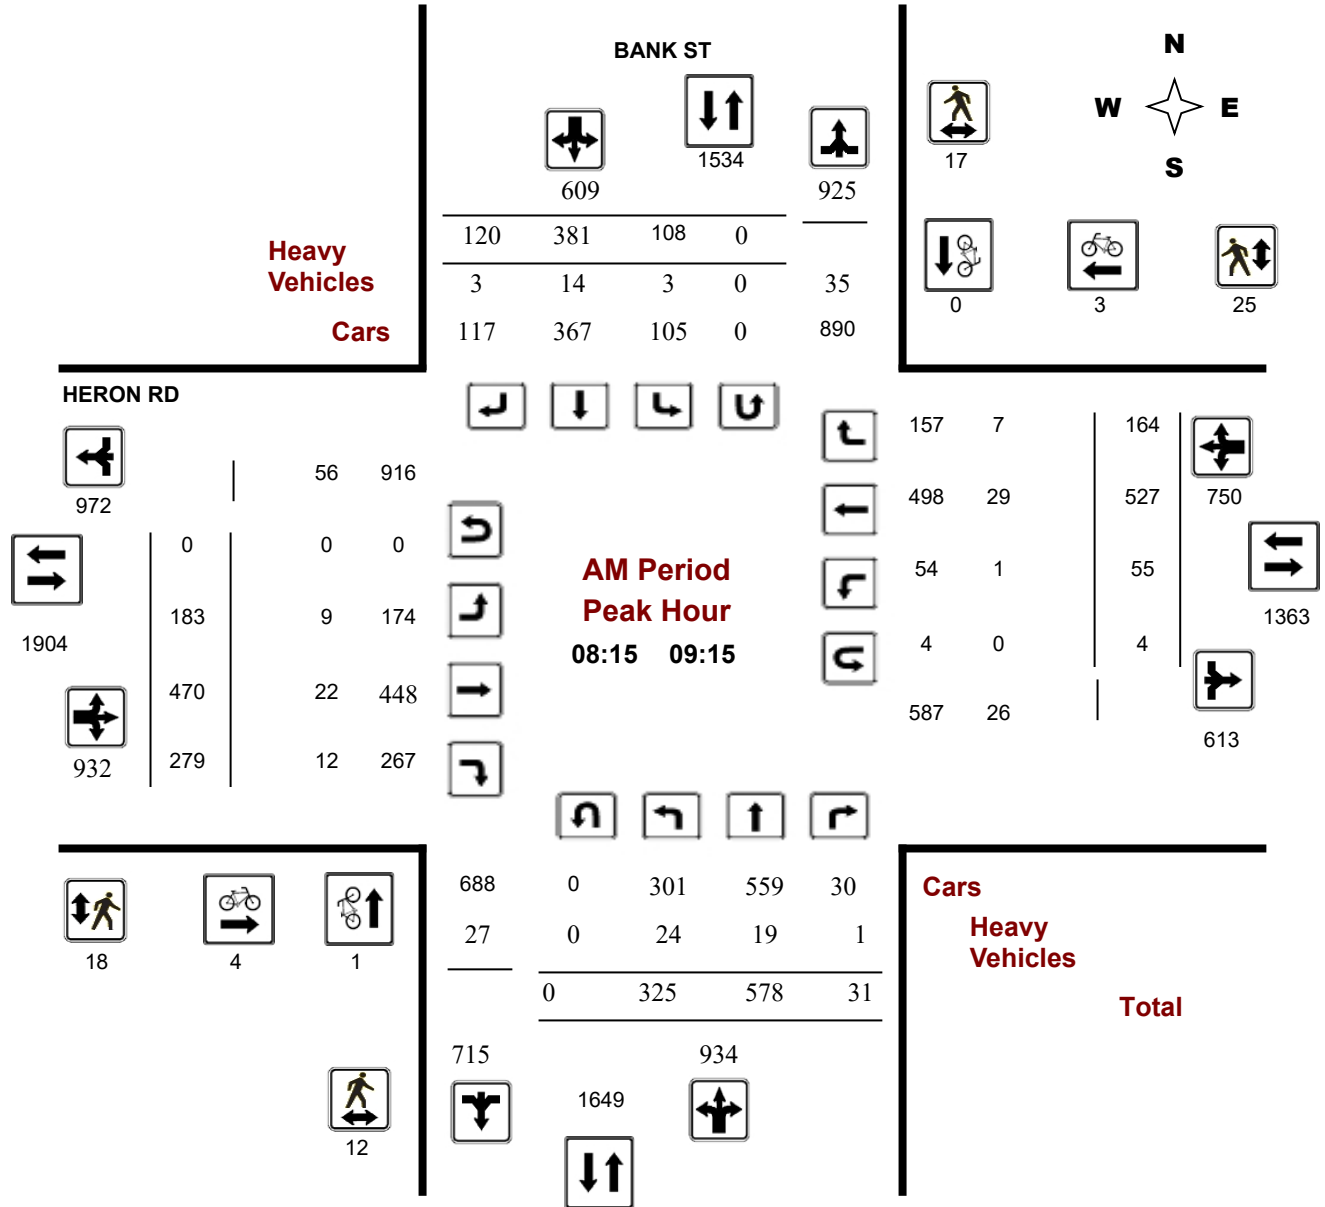 BANK ST
N
W E
S
1534
17
609
925
120 381 108 0
Heavy
Vehicles
3 14 3 0 35
0 3 25
Cars
117 367 105 0 890
HERON RD
157 7 164
56 916
972
498 29 527 750
0 0 0
AM Period
54 1 55
Peak Hour
183 9 174
1363
1904
08:15 09:15
4 0 4
470 22 448
587 26
613
932 279 12 267
688 0 301 559 30
Cars
27 0 24 19 1
Heavy
Vehicles
18 4 1
0 325 578 31
Total
715 934
1649
12